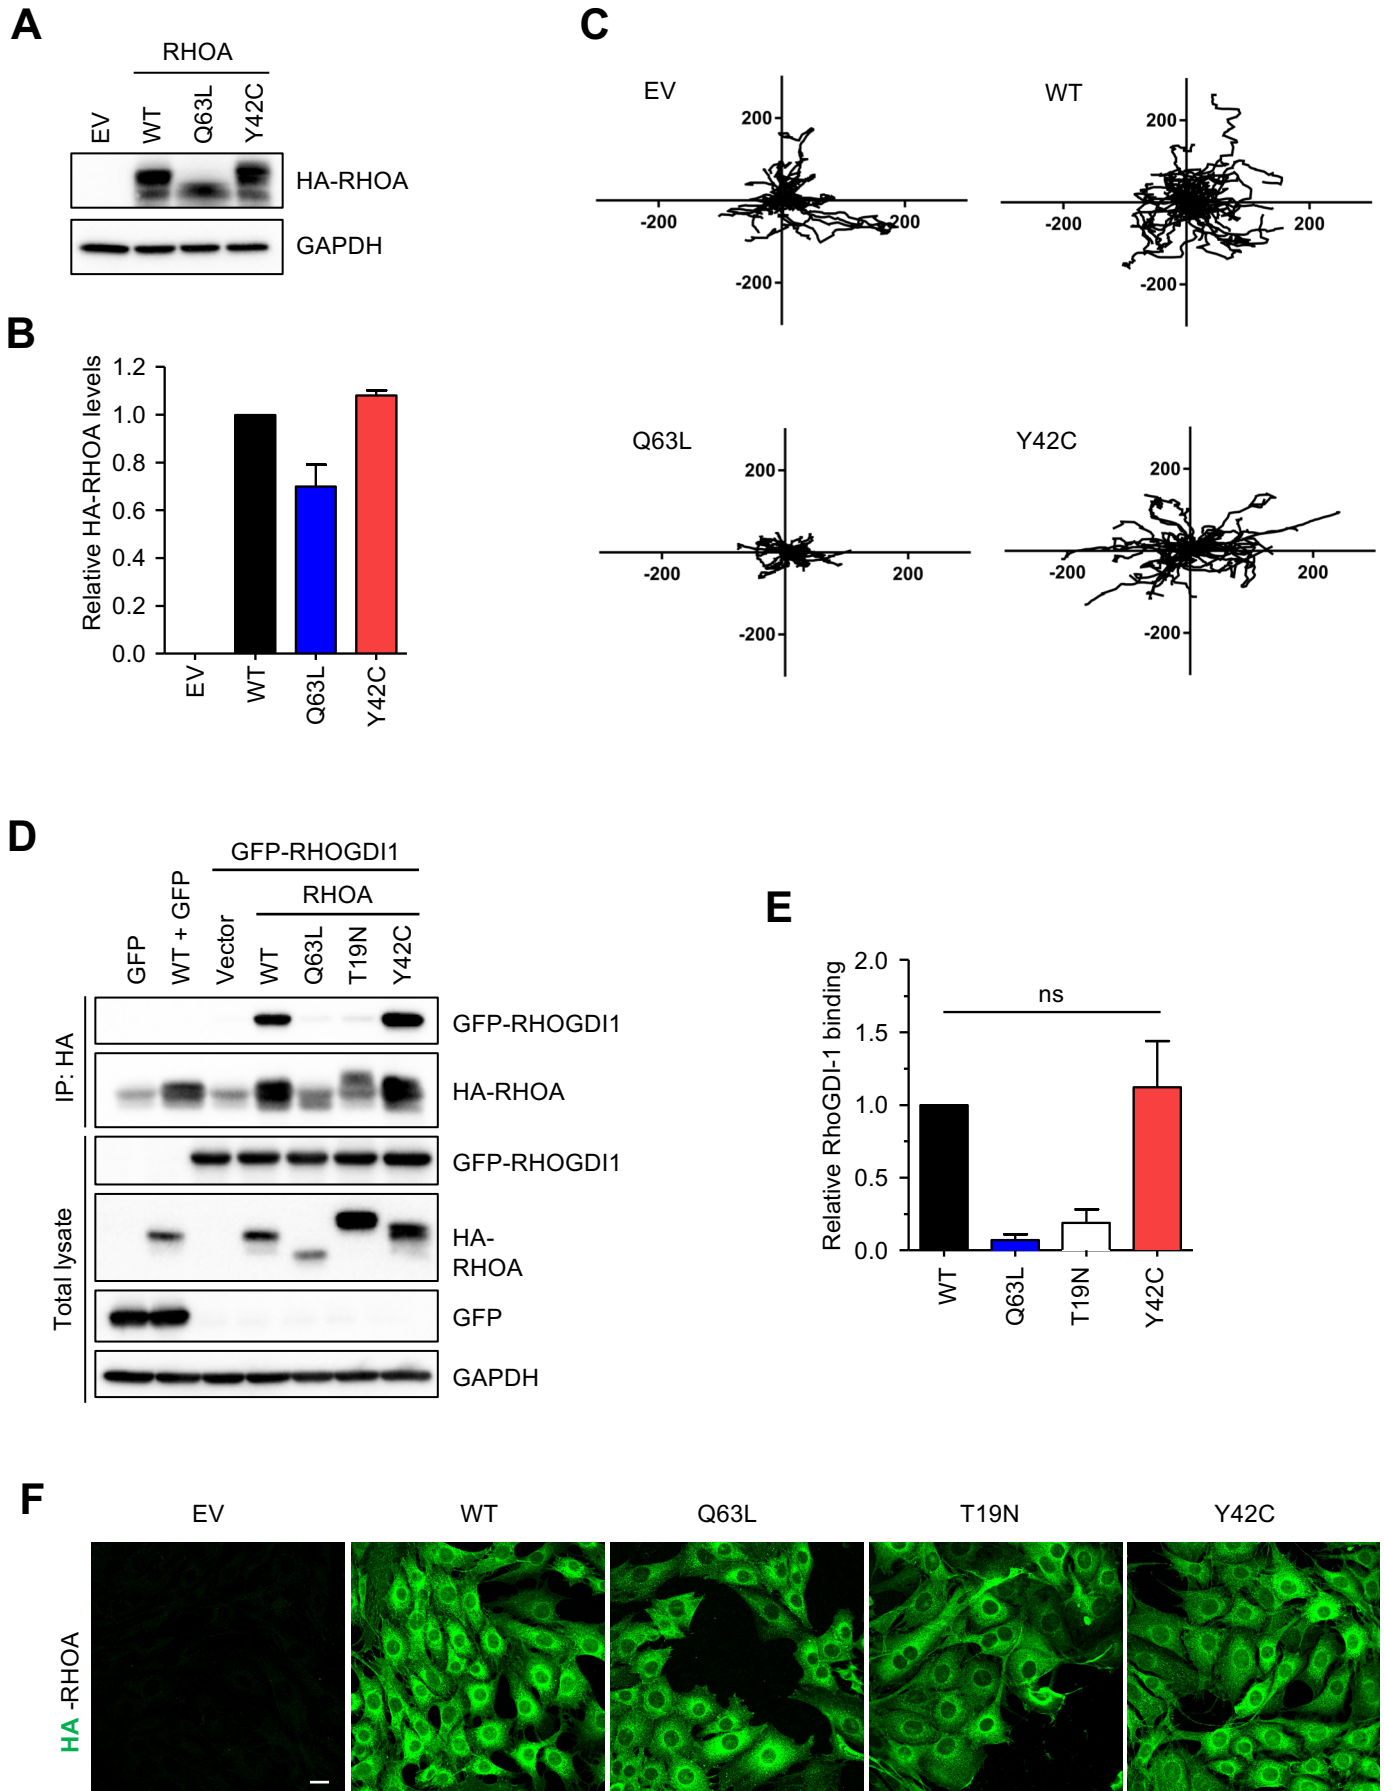 A
RHOA
EV
WT
Q63L
Y42C
HA-RHOA
GAPDH
B
Relative HA-RHOA levels
1.2
1.0
0.8
0.6
0.4
0.2
0.0
EV
WT
Q63L
Y42C
C
EV
200
-200
200
-200
WT
200
-200
200
-200
Q63L
200
-200
200
-200
Y42C
200
-200
200
-200
D
GFP-RHOGDI1
RHOA
GFP
WT + GFP
Vector
WT
Q63L
T19N
Y42C
IP: HA
GFP-RHOGDI1
HA-RHOA
Total lysate
GFP-RHOGDI1
HA-
RHOA
GFP
GAPDH
E
Relative RhoGDI-1 binding
2.0
1.5
1.0
0.5
0.0
ns
WT
Q63L
T19N
Y42C
F
EV
WT
Q63L
T19N
Y42C
HA -RHOA